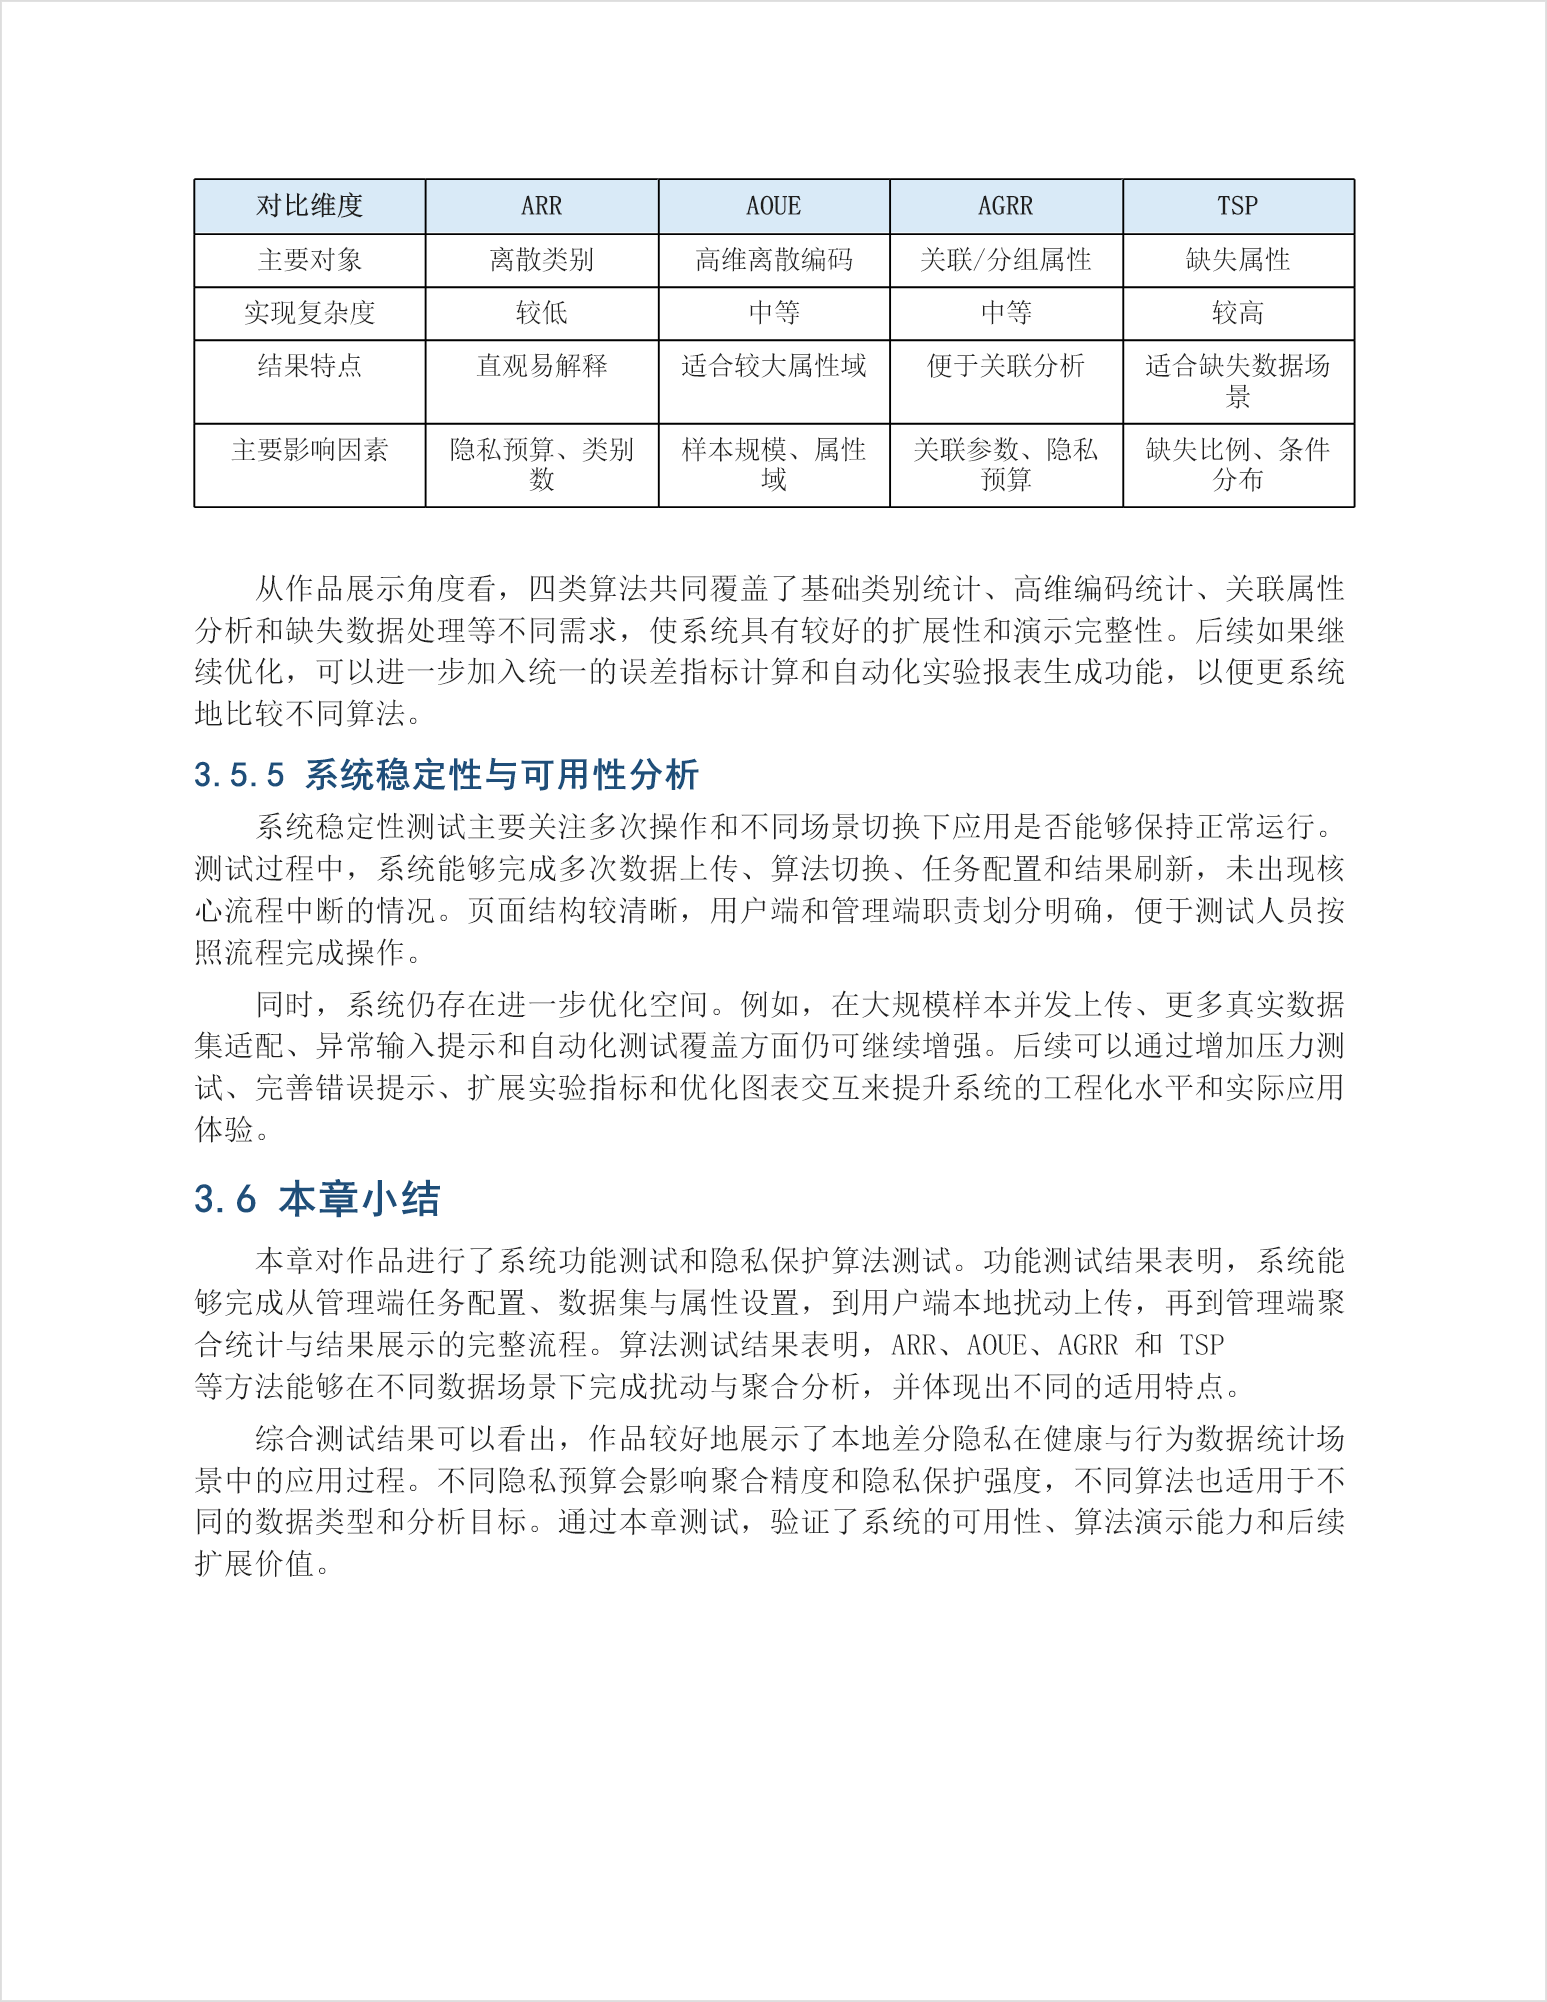 对比维度 ARR AOUE AGRR TSP
主要对象 离散类别 高维离散编码 关联/分组属性 缺失属性
实现复杂度 较低 中等 中等 较高
结果特点 直观易解释 适合较大属性域 便于关联分析 适合缺失数据场
景
主要影响因素 隐私预算、类别 样本规模、属性 关联参数、隐私 缺失比例、条件
数 域 预算 分布
从作品展示角度看，四类算法共同覆盖了基础类别统计、高维编码统计、关联属性
分析和缺失数据处理等不同需求，使系统具有较好的扩展性和演示完整性。后续如果继
续优化，可以进一步加入统一的误差指标计算和自动化实验报表生成功能，以便更系统
地比较不同算法。
3.5.5 系统稳定性与可用性分析
系统稳定性测试主要关注多次操作和不同场景切换下应用是否能够保持正常运行。
测试过程中，系统能够完成多次数据上传、算法切换、任务配置和结果刷新，未出现核
心流程中断的情况。页面结构较清晰，用户端和管理端职责划分明确，便于测试人员按
照流程完成操作。
同时，系统仍存在进一步优化空间。例如，在大规模样本并发上传、更多真实数据
集适配、异常输入提示和自动化测试覆盖方面仍可继续增强。后续可以通过增加压力测
试、完善错误提示、扩展实验指标和优化图表交互来提升系统的工程化水平和实际应用
体验。
3.6 本章小结
本章对作品进行了系统功能测试和隐私保护算法测试。功能测试结果表明，系统能
够完成从管理端任务配置、数据集与属性设置，到用户端本地扰动上传，再到管理端聚
合统计与结果展示的完整流程。算法测试结果表明，ARR、AOUE、AGRR 和 TSP
等方法能够在不同数据场景下完成扰动与聚合分析，并体现出不同的适用特点。
综合测试结果可以看出，作品较好地展示了本地差分隐私在健康与行为数据统计场
景中的应用过程。不同隐私预算会影响聚合精度和隐私保护强度，不同算法也适用于不
同的数据类型和分析目标。通过本章测试，验证了系统的可用性、算法演示能力和后续
扩展价值。